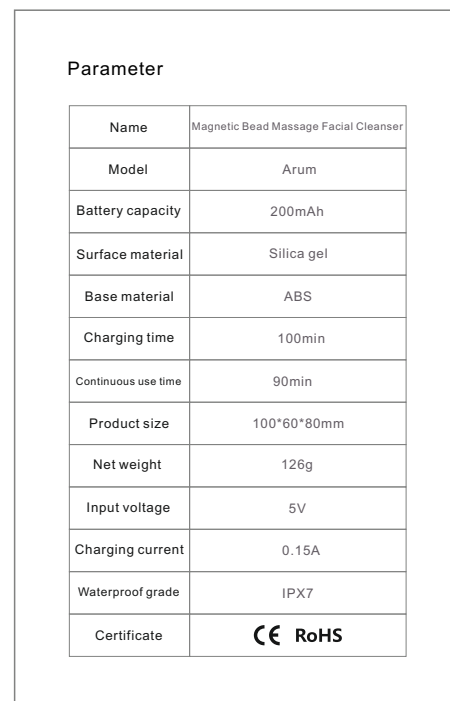 Parameter
Name Magnetic Bead Massage Facial Cleanser
Model Arum
Battery capacity 200mAh
Surface material Silica gel
Base material ABS
Charging time 100min
Continuous use time 90min
Product size 100*60*80mm
Net weight 126g
Input voltage 5V
Charging current 0.15A
Waterproof grade IPX7
Certificate CE RoHS